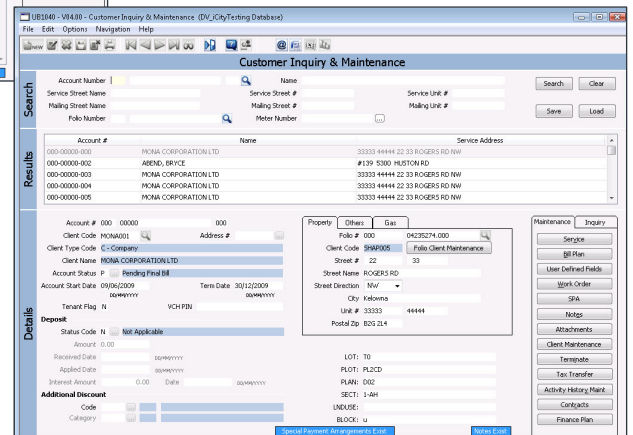 UB1040 - V04.00 - Customer Inquiry & Maintenance (DV_iCityTesting Database)
File Edit Options Navigation Help
new
Customer Inquiry & Maintenance
Search
Account Number Name Search Clear
Service Street Name Service Street # Service Unit #
Mailing Street Name Mailing Street # Mailing Unit # Save Load
Folio Number Meter Number ...
Results
Account # Name Service Address
000-00000-000 MONA CORPORATION LTD 33333 44444 22 33 ROGERS RD NW
000-00000-002 ABEND, BRYCE #139 5300 HUSTON RD
000-00000-003 MONA CORPORATION LTD 33333 44444 22 33 ROGERS RD NW
000-00000-004 MONA CORPORATION LTD 33333 44444 22 33 ROGERS RD NW
000-00000-005 MONA CORPORATION LTD 33333 44444 22 33 ROGERS RD NW
Details
Account # 000 00000 000
Client Code MONA001 Address #
Client Type Code C - Company
Client Name MONA CORPORATION LTD
Account Status P Pending Final Bill
Account Start Date 09/06/2009 Term Date 30/12/2009
DD/MM/YYYY DD/MM/YYYY
Tenant Flag N VCH PIN
Deposit
Status Code N Not Applicable
Amount 0.00
Received Date DD/MM/YYYY
Applied Date DD/MM/YYYY
Interest Amount 0.00 Date DD/MM/YYYY
Additional Discount
Code
Category
Property Others Gas
Folio # 000 04235274.000
Client Code SHAP005 Folio Client Maintenance
Street # 22 33
Street Name ROGERS RD
Street Direction NW
City Kelowna
Unit # 33333 44444
Postal Zip B2G 214
LOT: T0
PLOT: PL2CD
PLAN: D02
SECT: 1-AH
LNDUSE:
BLOCK: u
Special Payment Arrangements Exist Notes Exist
Maintenance Inquiry
Service
Bill Plan
User Defined Fields
Work Order
SPA
Notes
Attachments
Client Maintenance
Terminate
Tax Transfer
Activity History Maint
Contracts
Finance Plan